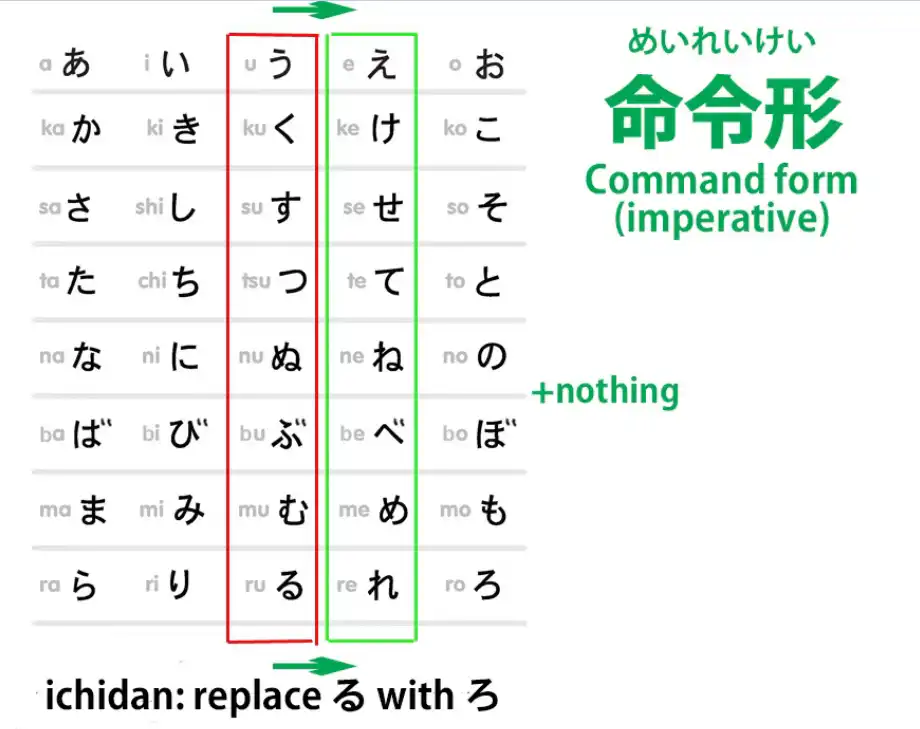 a あ i い u う e え o お
ka か ki き ku く ke け ko こ
sa さ shi し su す se せ so そ
ta た chi ち tsu つ te て to と
na な ni に nu ぬ ne ね no の
ba ば bi び bu ぶ be べ bo ぼ
ma ま mi み mu む me め mo も
ra ら ri り ru る re れ ro ろ
めいれいけい
命令形
Command form
(imperative)
+nothing
ichidan: replace る with ろ